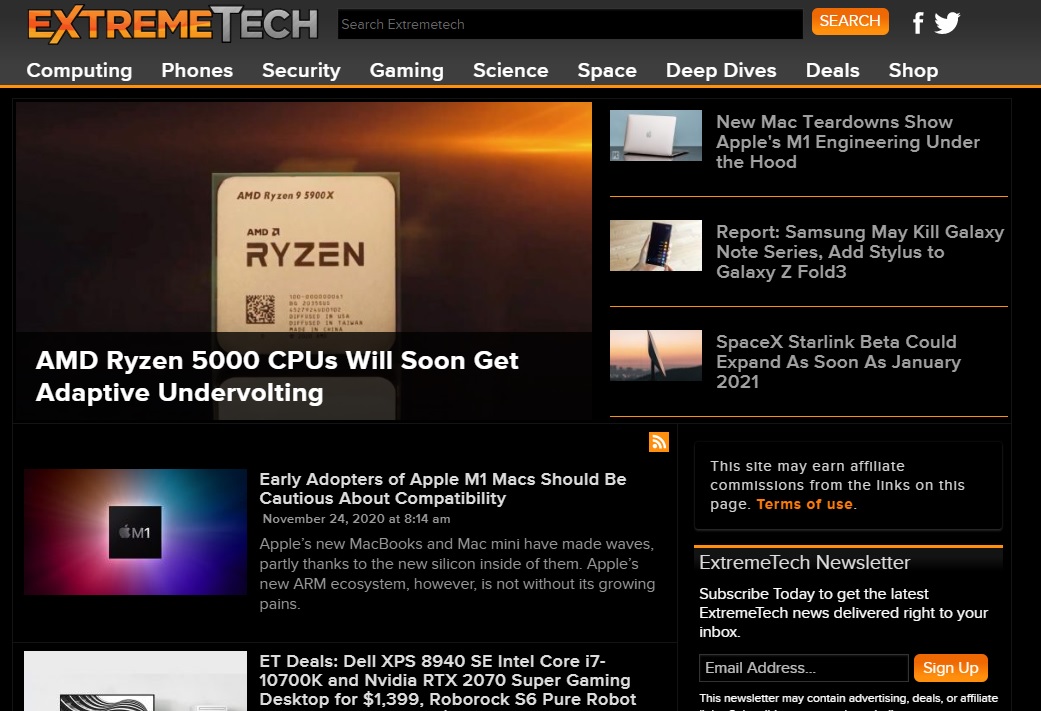 EXTREMETECH
Search Extremetech
SEARCH
Computing Phones Security Gaming Science Space Deep Dives Deals Shop
AMD Ryzen 9 5900X
AMD
RYZEN
DIFFUSED IN USA
DIFFUSED IN TAIWAN
MADE IN CHINA
AMD Ryzen 5000 CPUs Will Soon Get
Adaptive Undervolting
New Mac Teardowns Show
Apple's M1 Engineering Under
the Hood
Report: Samsung May Kill Galaxy
Note Series, Add Stylus to
Galaxy Z Fold3
SpaceX Starlink Beta Could
Expand As Soon As January
2021
M1
Early Adopters of Apple M1 Macs Should Be
Cautious About Compatibility
November 24, 2020 at 8:14 am
Apple’s new MacBooks and Mac mini have made waves,
partly thanks to the new silicon inside of them. Apple’s
new ARM ecosystem, however, is not without its growing
pains.
ET Deals: Dell XPS 8940 SE Intel Core i7-
10700K and Nvidia RTX 2070 Super Gaming
Desktop for $1,399, Roborock S6 Pure Robot
This site may earn affiliate
commissions from the links on this
page. Terms of use.
ExtremeTech Newsletter
Subscribe Today to get the latest
ExtremeTech news delivered right to your
inbox.
Email Address...
Sign Up
This newsletter may contain advertising, deals, or affiliate